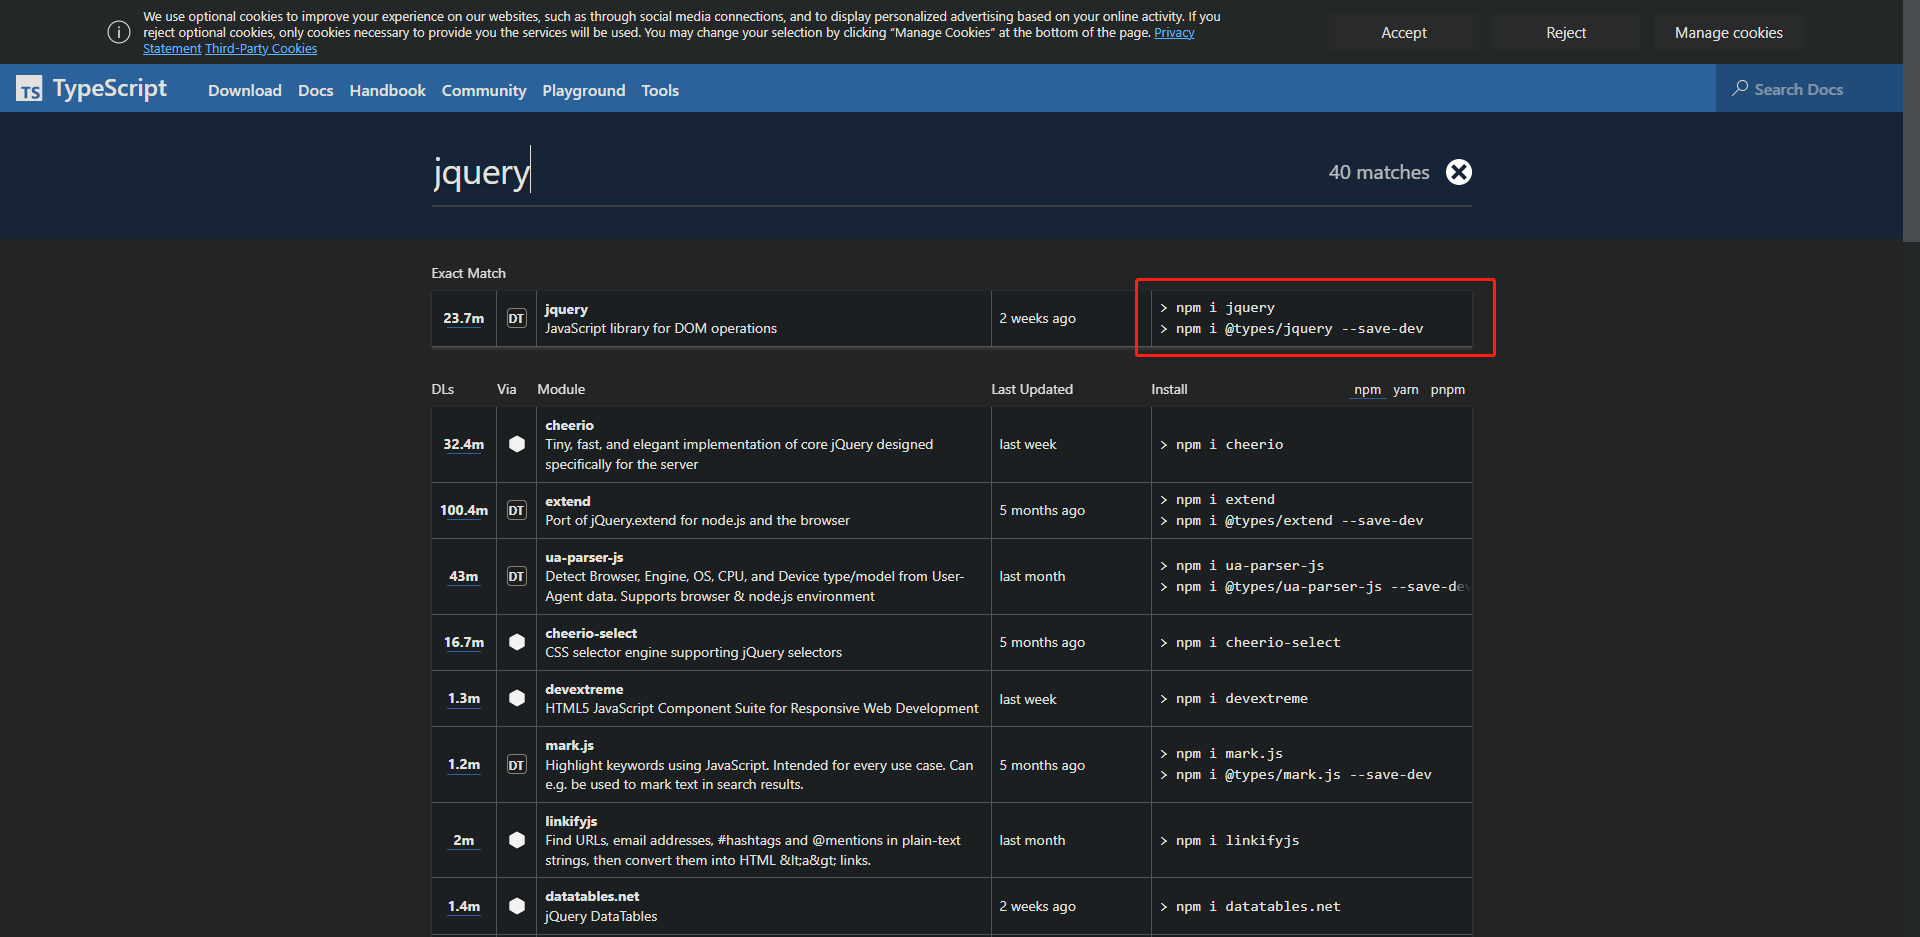 We use optional cookies to improve your experience on our websites, such as through social media connections, and to display personalized advertising based on your online activity. If you
reject optional cookies, only cookies necessary to provide you the services will be used. You may change your selection by clicking “Manage Cookies” at the bottom of the page. Privacy
Statement Third-Party Cookies
Accept
Reject
Manage cookies
TS TypeScript
Download Docs Handbook Community Playground Tools
Search Docs
jquery
40 matches
Exact Match
23.7m
DT
jquery
JavaScript library for DOM operations
2 weeks ago
> npm i jquery
> npm i @types/jquery --save-dev
DLs Via Module Last Updated Install npm yarn pnpm
32.4m
cheerio
Tiny, fast, and elegant implementation of core jQuery designed
specifically for the server
last week
> npm i cheerio
100.4m
DT
extend
Port of jQuery.extend for node.js and the browser
5 months ago
> npm i extend
> npm i @types/extend --save-dev
43m
DT
ua-parser-js
Detect Browser, Engine, OS, CPU, and Device type/model from User-
Agent data. Supports browser & node.js environment
last month
> npm i ua-parser-js
> npm i @types/ua-parser-js --save-dev
16.7m
cheerio-select
CSS selector engine supporting jQuery selectors
5 months ago
> npm i cheerio-select
1.3m
devextreme
HTML5 JavaScript Component Suite for Responsive Web Development
last week
> npm i devextreme
1.2m
DT
mark.js
Highlight keywords using JavaScript. Intended for every use case. Can
e.g. be used to mark text in search results.
5 months ago
> npm i mark.js
> npm i @types/mark.js --save-dev
2m
linkifyjs
Find URLs, email addresses, #hashtags and @mentions in plain-text
strings, then convert them into HTML &lt;a&gt; links.
last month
> npm i linkifyjs
1.4m
datatables.net
jQuery DataTables
2 weeks ago
> npm i datatables.net